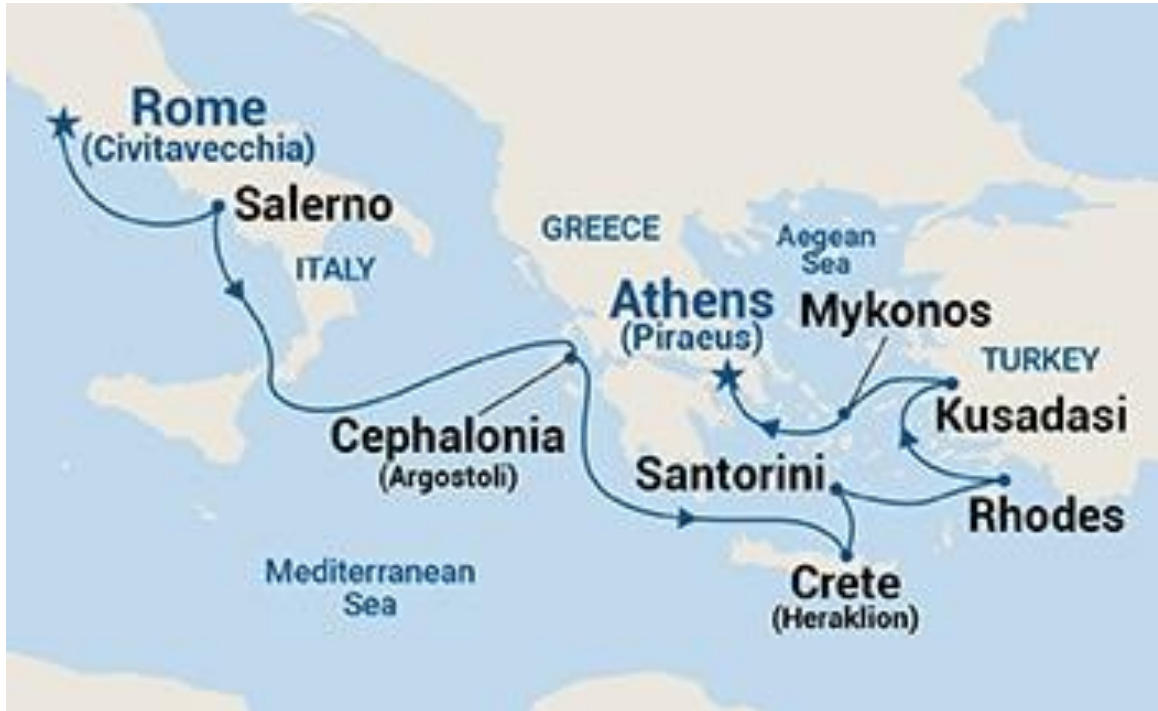 Rome
(Civitavecchia)
Salerno
ITALY
GREECE
Aegean
Sea
Athens
(Piraeus)
Mykonos
TURKEY
Kusadasi
Cephalonia
(Argostoli)
Santorini
Rhodes
Crete
(Heraklion)
Mediterranean
Sea